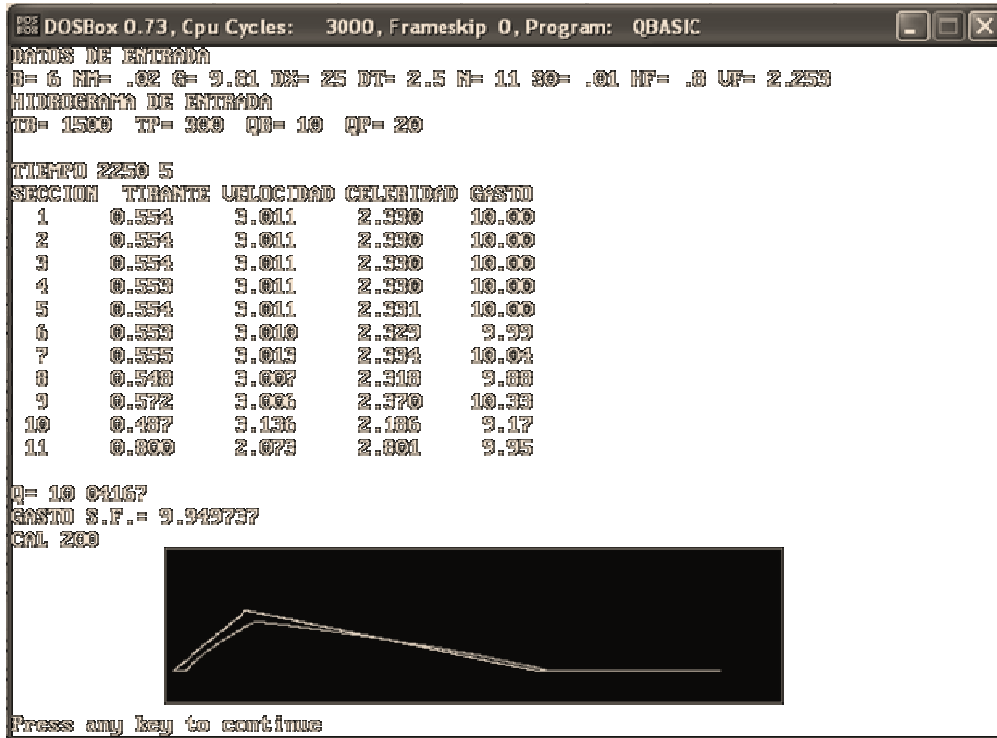 DOSBox 0.73, Cpu Cycles: 3000, Frameskip 0, Program: QBASIC
DATOS DE ENTRADA
B= 6 NM= .02 G= 9.81 DX= 25 DT= 2.5 N= 11 SO= .01 HF= .8 VF= 2.253
HIDROGRAMA DE ENTRADA
TB= 1500 TP= 300 QB= 10 QP= 20
TIEMPO 2250 5
SECCION TIRANTE VELOCIDAD CELERIDAD GASTO
1 0.554 3.011 2.330 10.00
2 0.554 3.011 2.330 10.00
3 0.554 3.011 2.330 10.00
4 0.553 3.011 2.330 10.00
5 0.554 3.011 2.331 10.00
6 0.553 3.010 2.329 9.99
7 0.555 3.013 2.334 10.04
8 0.548 3.007 2.318 9.88
9 0.572 3.006 2.370 10.33
10 0.487 3.136 2.186 9.17
11 0.800 2.073 2.801 9.95
Q= 10 04167
GASTO S.F.= 9.949737
CAL 200
Press any key to continue